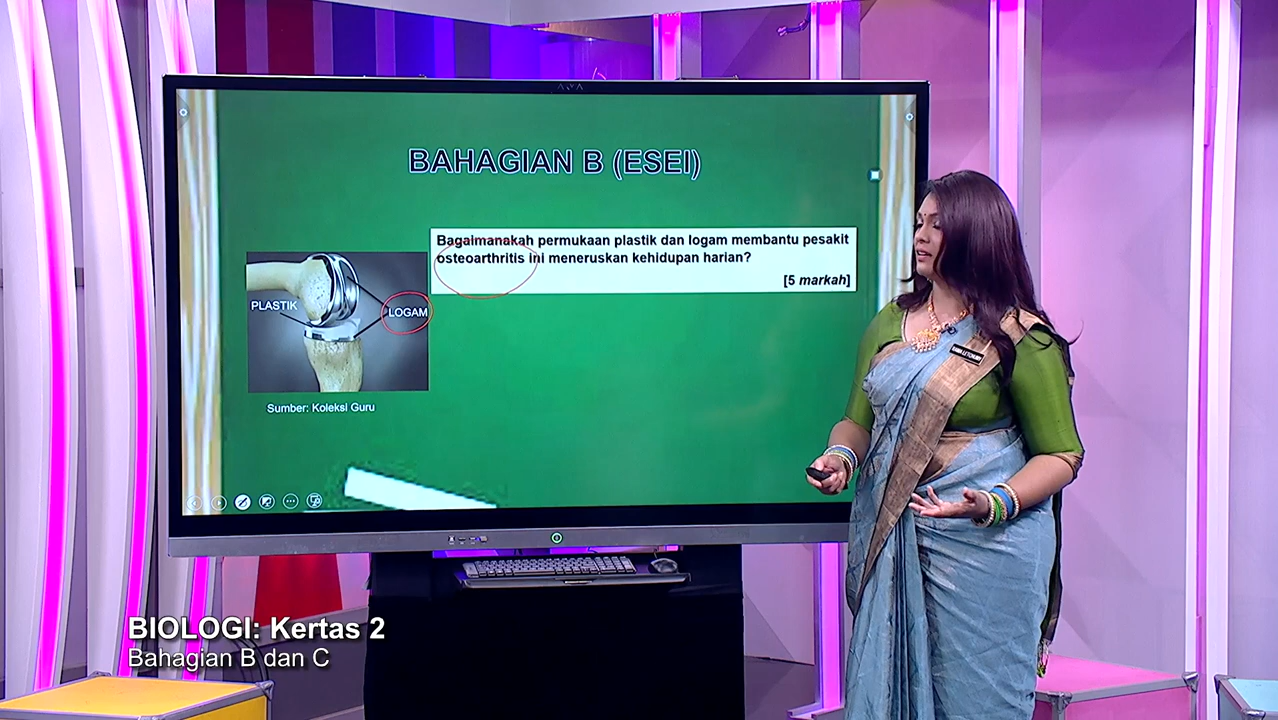 BAHAGIAN B (ESEI)
Bagaimanakah permukaan plastik dan logam membantu pesakit
osteoarthritis ini meneruskan kehidupan harian?
[5 markah]
PLASTIK
LOGAM
Sumber: Koleksi Guru
BIOLOGI: Kertas 2
Bahagian B dan C